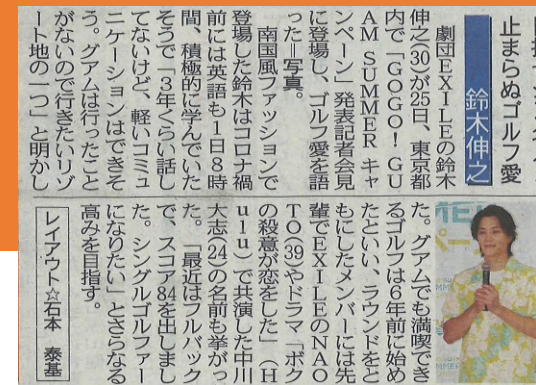 止まらぬゴルフ愛
鈴木伸之
劇団EXILEの鈴木
伸之(30)が25日、東京都
内で「GOGO! GU
AM SUMMER キャ
ンペーン」発表記者会見
に登場し、ゴルフ愛を語
った＝写真。
南国風ファッションで
登場した鈴木はコロナ禍
前には英語も1日8時
間、積極的に学んでいた
そうで「3年くらい話し
てないけど、軽いコミュ
ニケーションはできそ
う。グアムは行ったこと
がないので行きたいリゾ
ート地の一つ」と明かし
た。グアムでも満喫でき
るゴルフは6年前に始め
たといい、ラウンドをと
もにしたメンバーには先
輩でEXILEのNAO
TO(39)やドラマ「ボク
の殺意が恋をした」(H
ulu)で共演した中川
大志(24)の名前も挙がっ
た。「最近はフルバック
で、スコア84を出しまし
た。シングルゴルファー
になりたい」とさらなる
高みを目指す。
レイアウト☆石本 泰基